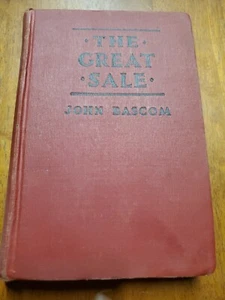 · THE ·
GREAT
· SALE ·
JOHN BASCOM